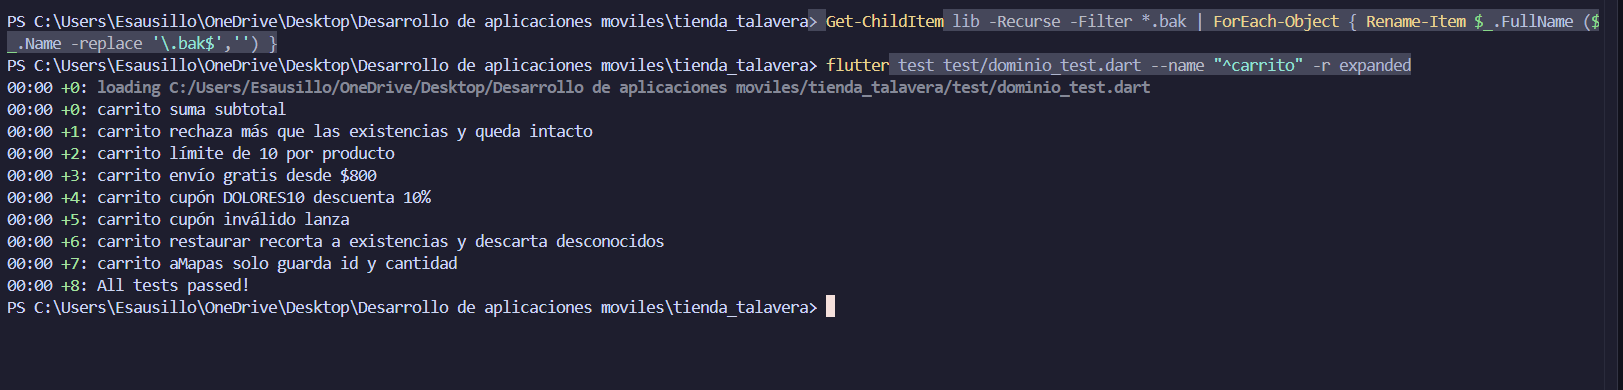 PS C:\Users\Esausillo\OneDrive\Desktop\Desarrollo de aplicaciones moviles\tienda_talavera> Get-ChildItem lib -Recurse -Filter *.bak | ForEach-Object { Rename-Item $_.FullName ($
_.Name -replace '\.bak$','') }
PS C:\Users\Esausillo\OneDrive\Desktop\Desarrollo de aplicaciones moviles\tienda_talavera> flutter test test/dominio_test.dart --name "^carrito" -r expanded
00:00 +0: loading C:/Users/Esausillo/OneDrive/Desktop/Desarrollo de aplicaciones moviles/tienda_talavera/test/dominio_test.dart
00:00 +0: carrito suma subtotal
00:00 +1: carrito rechaza más que las existencias y queda intacto
00:00 +2: carrito límite de 10 por producto
00:00 +3: carrito envío gratis desde $800
00:00 +4: carrito cupón DOLORES10 descuenta 10%
00:00 +5: carrito cupón inválido lanza
00:00 +6: carrito restaurar recorta a existencias y descarta desconocidos
00:00 +7: carrito aMapas solo guarda id y cantidad
00:00 +8: All tests passed!
PS C:\Users\Esausillo\OneDrive\Desktop\Desarrollo de aplicaciones moviles\tienda_talavera>